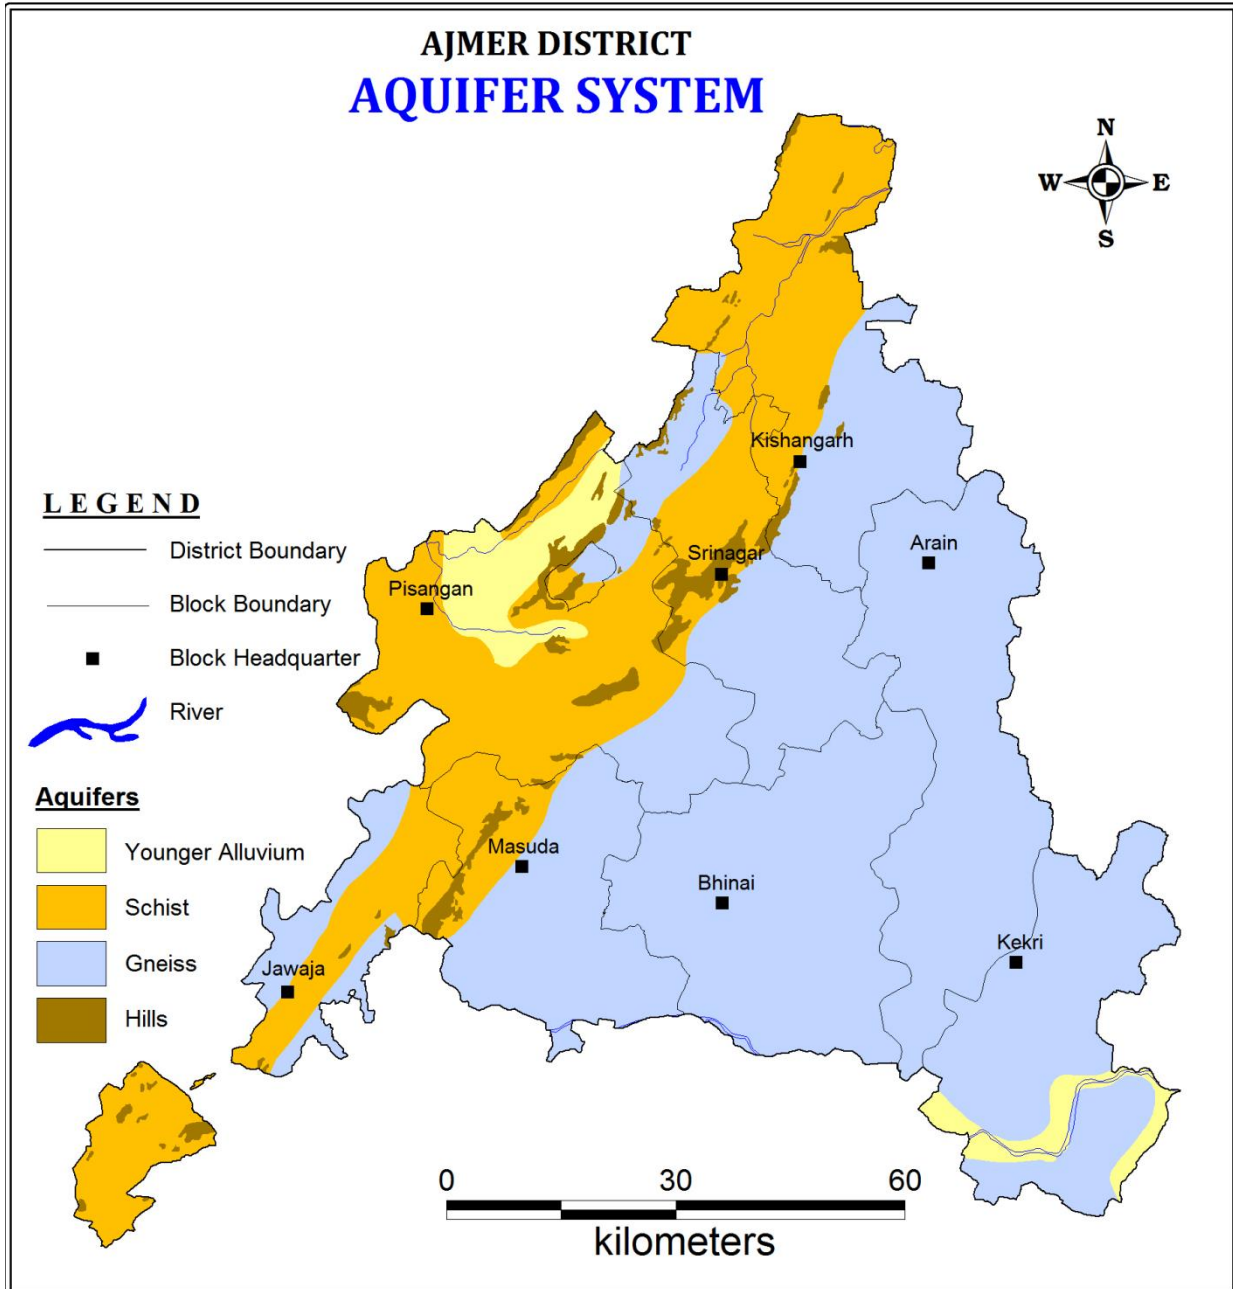 AJMER DISTRICT
AQUIFER SYSTEM
N
W E
S
Kishangarh
Srinagar
Arain
Pisangan
Masuda
Bhinai
Kekri
Jawaja
LEGEND
District Boundary
Block Boundary
Block Headquarter
River
Aquifers
Younger Alluvium
Schist
Gneiss
Hills
0 30 60
kilometers